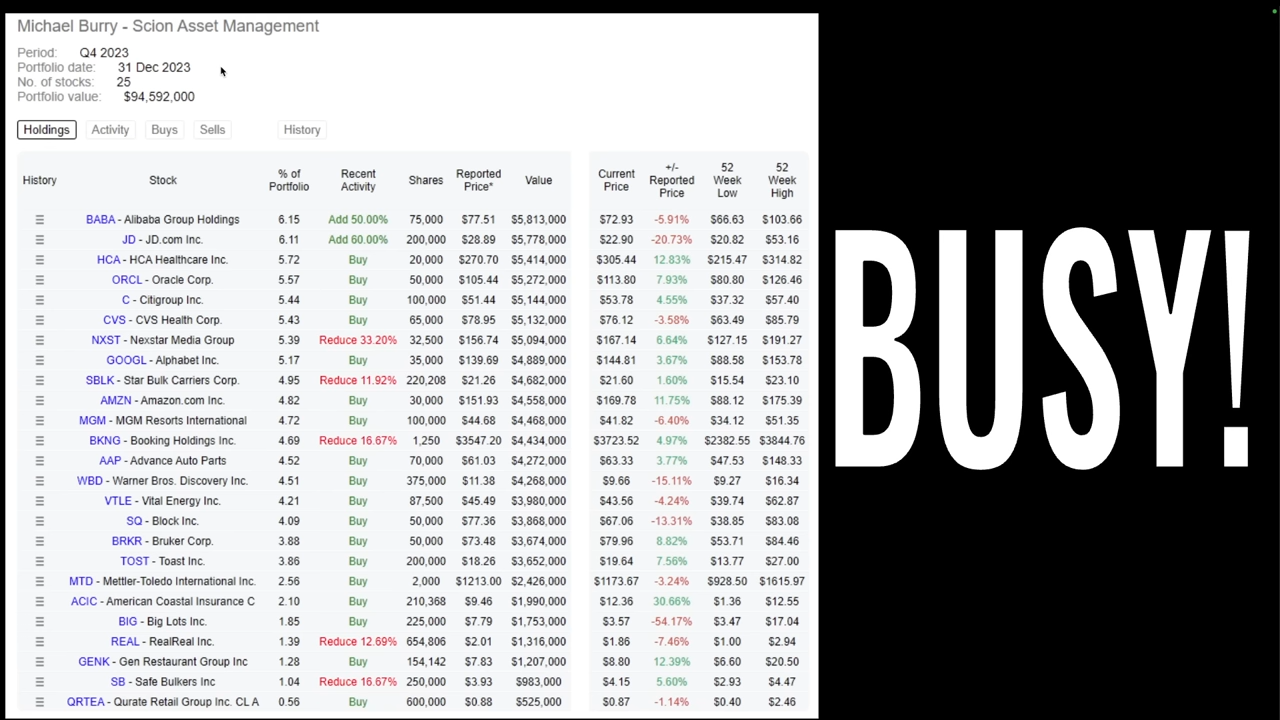 Michael Burry - Scion Asset Management
Period: Q4 2023
Portfolio date: 31 Dec 2023
No. of stocks: 25
Portfolio value: $94,592,000
Holdings Activity Buys Sells History
History Stock % of Portfolio Recent Activity Shares Reported Price* Value Current Price +/- Reported Price 52 Week Low 52 Week High
☰ BABA - Alibaba Group Holdings 6.15 Add 50.00% 75,000 $77.51 $5,813,000 $72.93 -5.91% $66.63 $103.66
☰ JD - JD.com Inc. 6.11 Add 60.00% 200,000 $28.89 $5,778,000 $22.90 -20.73% $20.82 $53.16
☰ HCA - HCA Healthcare Inc. 5.72 Buy 20,000 $270.70 $5,414,000 $305.44 12.83% $215.47 $314.82
☰ ORCL - Oracle Corp. 5.57 Buy 50,000 $105.44 $5,272,000 $113.80 7.93% $80.80 $126.46
☰ C - Citigroup Inc. 5.44 Buy 100,000 $51.44 $5,144,000 $53.78 4.55% $37.32 $57.40
☰ CVS - CVS Health Corp. 5.43 Buy 65,000 $78.95 $5,132,000 $76.12 -3.58% $63.49 $85.79
☰ NXST - Nexstar Media Group 5.39 Reduce 33.20% 32,500 $156.74 $5,094,000 $167.14 6.64% $127.15 $191.27
☰ GOOGL - Alphabet Inc. 5.17 Buy 35,000 $139.69 $4,889,000 $144.81 3.67% $88.58 $153.78
☰ SBLK - Star Bulk Carriers Corp. 4.95 Reduce 11.92% 220,208 $21.26 $4,682,000 $21.60 1.60% $15.54 $23.10
☰ AMZN - Amazon.com Inc. 4.82 Buy 30,000 $151.93 $4,558,000 $169.78 11.75% $88.12 $175.39
☰ MGM - MGM Resorts International 4.72 Buy 100,000 $44.68 $4,468,000 $41.82 -6.40% $34.12 $51.35
☰ BKNG - Booking Holdings Inc. 4.69 Reduce 16.67% 1,250 $3547.20 $4,434,000 $3723.52 4.97% $2382.55 $3844.76
☰ AAP - Advance Auto Parts 4.52 Buy 70,000 $61.03 $4,272,000 $63.33 3.77% $47.53 $148.33
☰ WBD - Warner Bros. Discovery Inc. 4.51 Buy 375,000 $11.38 $4,268,000 $9.66 -15.11% $9.27 $16.34
☰ VTLE - Vital Energy Inc. 4.21 Buy 87,500 $45.49 $3,980,000 $43.56 -4.24% $39.74 $62.87
☰ SQ - Block Inc. 4.09 Buy 50,000 $77.36 $3,868,000 $67.06 -13.31% $38.85 $83.08
☰ BRKR - Bruker Corp. 3.88 Buy 50,000 $73.48 $3,674,000 $79.96 8.82% $53.71 $84.46
☰ TOST - Toast Inc. 3.86 Buy 200,000 $18.26 $3,652,000 $19.64 7.56% $13.77 $27.00
☰ MTD - Mettler-Toledo International Inc. 2.56 Buy 2,000 $1213.00 $2,426,000 $1173.67 -3.24% $928.50 $1615.97
☰ ACIC - American Coastal Insurance C 2.10 Buy 210,368 $9.46 $1,990,000 $12.36 30.66% $1.36 $12.55
☰ BIG - Big Lots Inc. 1.85 Buy 225,000 $7.79 $1,753,000 $3.57 -54.17% $3.47 $17.04
☰ REAL - RealReal Inc. 1.39 Reduce 12.69% 654,806 $2.01 $1,316,000 $1.86 -7.46% $1.00 $2.94
☰ GENK - Gen Restaurant Group Inc 1.28 Buy 154,142 $7.83 $1,207,000 $8.80 12.39% $6.60 $20.50
☰ SB - Safe Bulkers Inc 1.04 Reduce 16.67% 250,000 $3.93 $983,000 $4.15 5.60% $2.93 $4.47
☰ QRTEA - Qurate Retail Group Inc. CL A 0.56 Buy 600,000 $0.88 $525,000 $0.87 -1.14% $0.40 $2.46
BUSY!